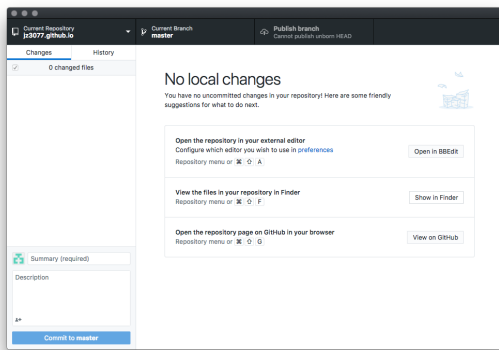 Current Repository
jz3077.github.io
Current Branch
master
Publish branch
Cannot publish unborn HEAD
Changes
History
0 changed files
No local changes
You have no uncommitted changes in your repository! Here are some friendly
suggestions for what to do next.
Open the repository in your external editor
Configure which editor you wish to use in preferences
Repository menu or ⌘ ⇧ A
Open in BBEdit
View the files in your repository in Finder
Repository menu or ⌘ ⇧ F
Show in Finder
Open the repository page on GitHub in your browser
Repository menu or ⌘ ⇧ G
View on GitHub
Summary (required)
Description
Commit to master